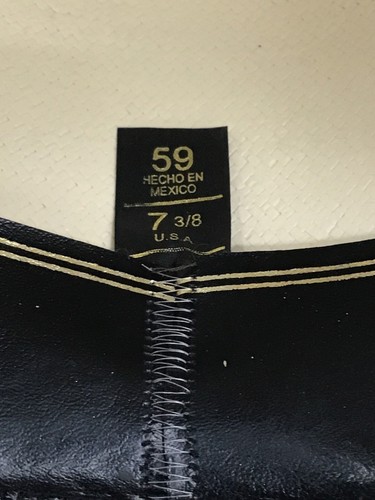 59
HECHO EN
MEXICO
7 3/8
U.S.A